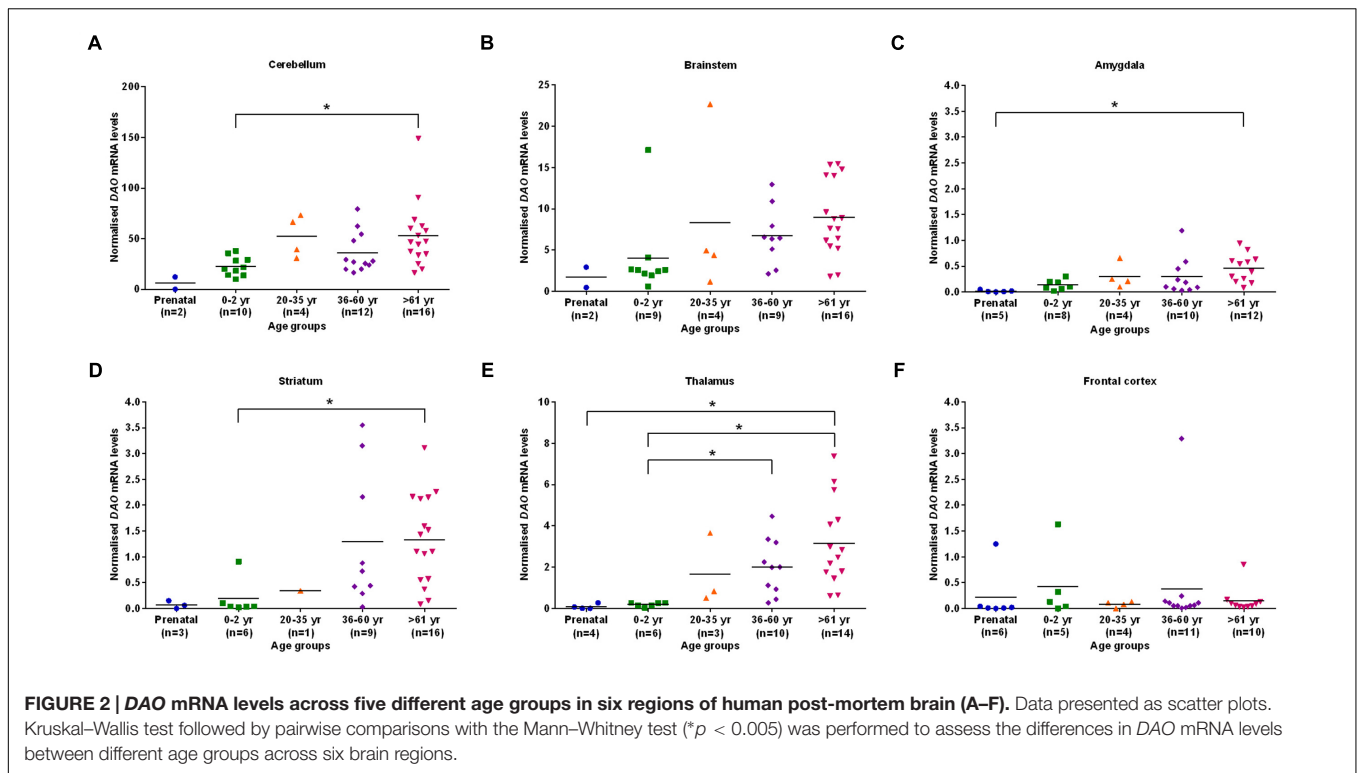 A
Cerebellum
Normalised DAO mRNA levels
200
150
100
50
0
*
Prenatal 0-2 yr 20-35 yr 36-60 yr >61 yr
(n=2) (n=10) (n=4) (n=12) (n=16)
Age groups
B
Brainstem
Normalised DAO mRNA levels
25
20
15
10
5
0
Prenatal 0-2 yr 20-35 yr 36-60 yr >61 yr
(n=2) (n=9) (n=4) (n=9) (n=16)
Age groups
C
Amygdala
Normalised DAO mRNA levels
4.0
3.5
3.0
2.5
2.0
1.5
1.0
0.5
0.0
*
Prenatal 0-2 yr 20-35 yr 36-60 yr >61 yr
(n=5) (n=8) (n=4) (n=10) (n=12)
Age groups
D
Striatum
Normalised DAO mRNA levels
4.0
3.5
3.0
2.5
2.0
1.5
1.0
0.5
0.0
*
Prenatal 0-2 yr 20-35 yr 36-60 yr >61 yr
(n=3) (n=6) (n=1) (n=9) (n=16)
Age groups
E
Thalamus
Normalised DAO mRNA levels
10
8
6
4
2
0
*
*
*
Prenatal 0-2 yr 20-35 yr 36-60 yr >61 yr
(n=4) (n=6) (n=3) (n=10) (n=14)
Age groups
F
Frontal cortex
Normalised DAO mRNA levels
4.0
3.5
3.0
2.5
2.0
1.5
1.0
0.5
0.0
Prenatal 0-2 yr 20-35 yr 36-60 yr >61 yr
(n=6) (n=5) (n=4) (n=11) (n=10)
Age groups
FIGURE 2 | DAO mRNA levels across five different age groups in six regions of human post-mortem brain (A–F). Data presented as scatter plots.
Kruskal–Wallis test followed by pairwise comparisons with the Mann–Whitney test (*p < 0.005) was performed to assess the differences in DAO mRNA levels
between different age groups across six brain regions.